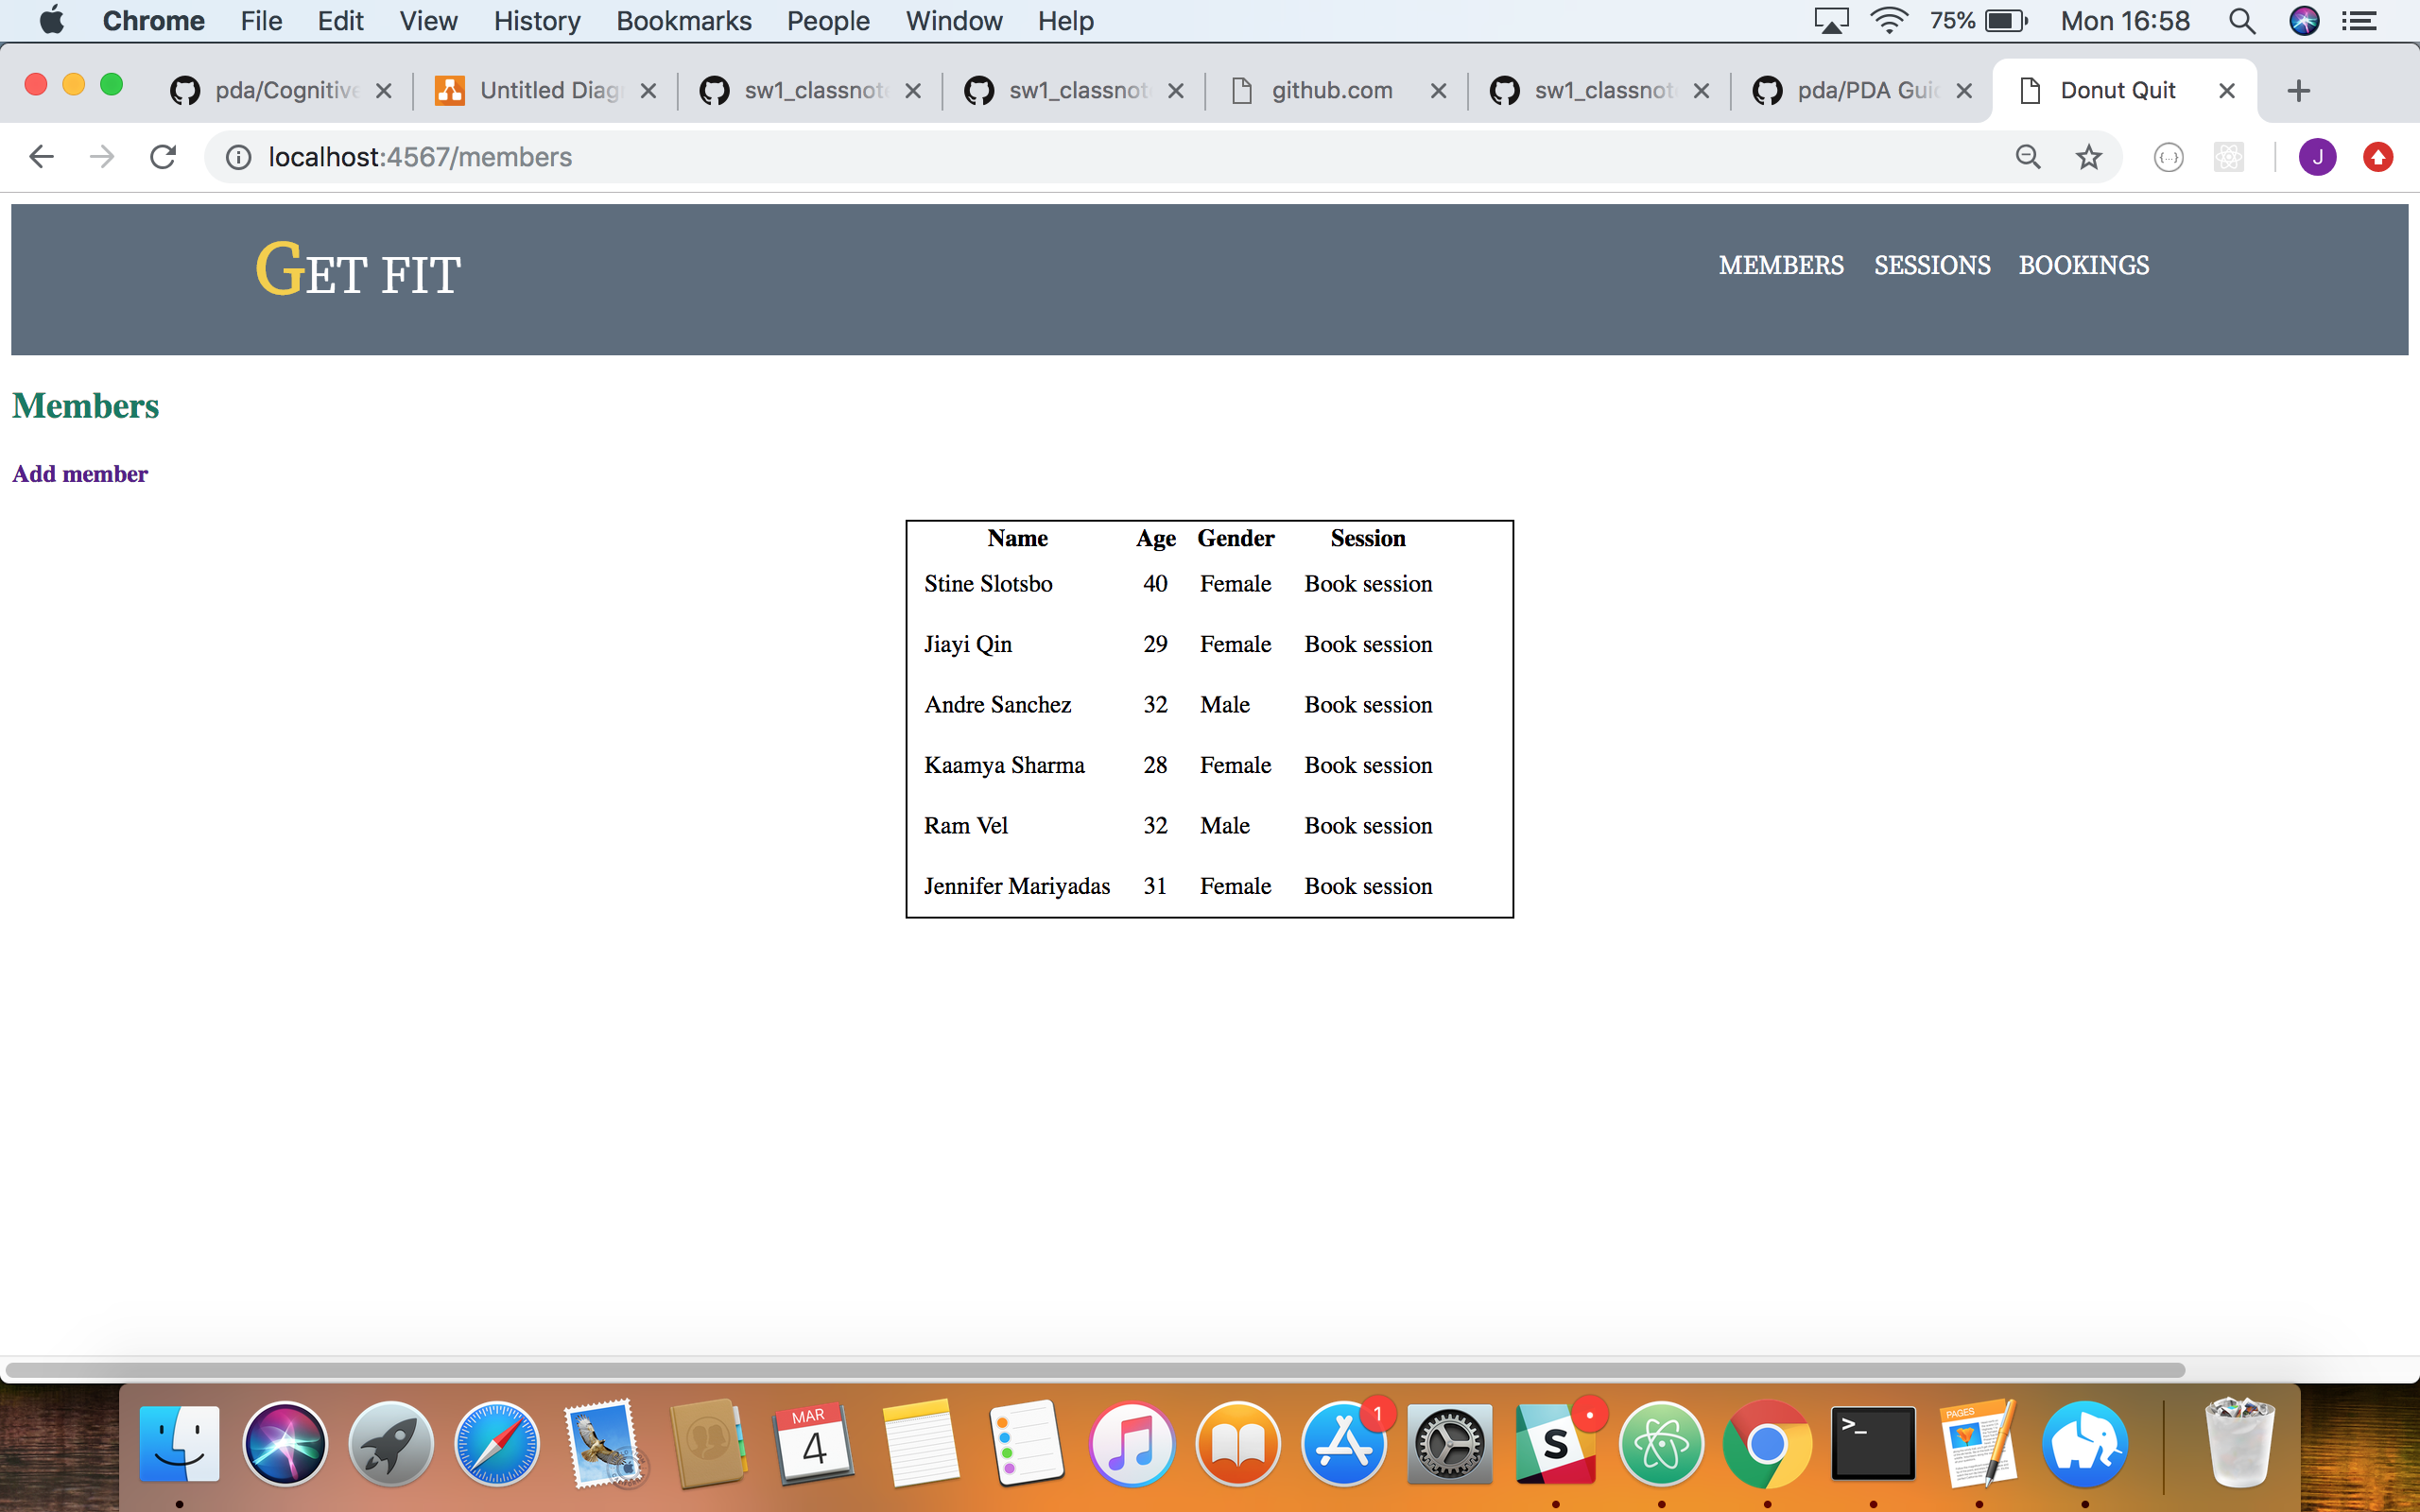 Chrome File Edit View History Bookmarks People Window Help 75% Mon 16:58
pda/Cognitive Untitled Diag sw1_classnot sw1_classnot github.com sw1_classnot pda/PDA Gui Donut Quit
localhost:4567/members J
GET FIT MEMBERS SESSIONS BOOKINGS
Members
Add member
Name Age Gender Session
Stine Slotsbo 40 Female Book session
Jiayi Qin 29 Female Book session
Andre Sanchez 32 Male Book session
Kaamya Sharma 28 Female Book session
Ram Vel 32 Male Book session
Jennifer Mariyadas 31 Female Book session
MAR
4
1
S
>_
PAGES